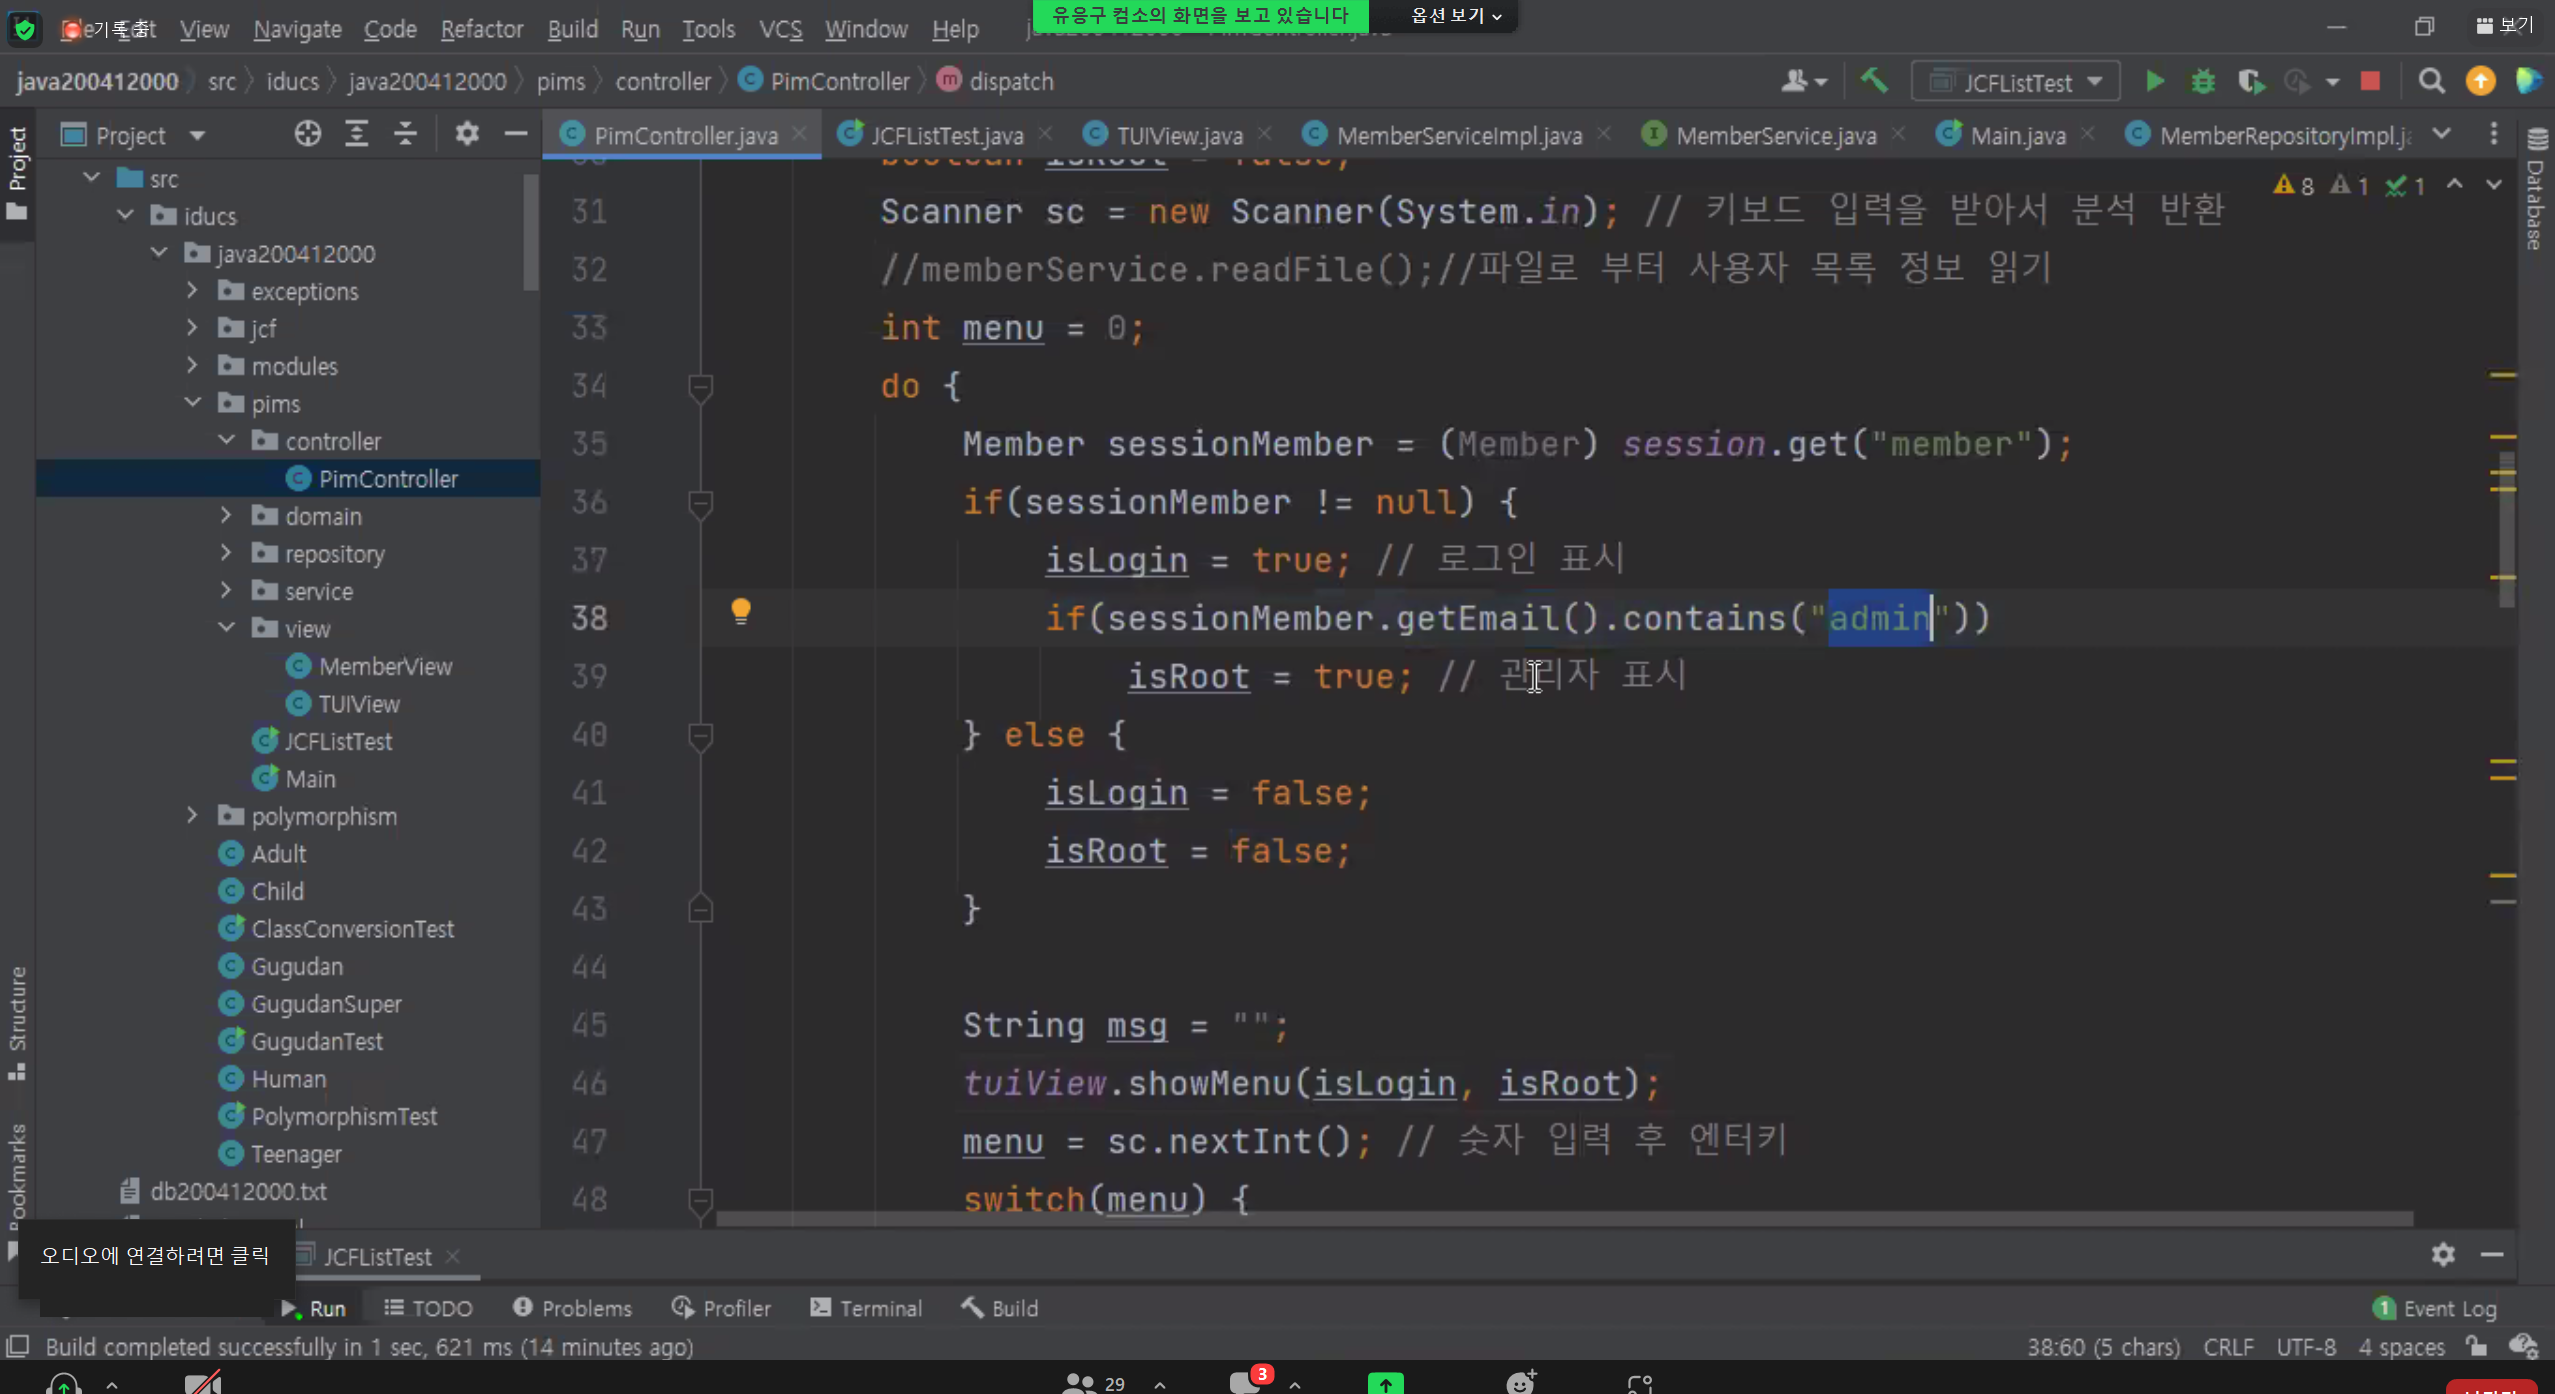 기록 중
View Navigate Code Refactor Build Run Tools VCS Window Help
유응구 컴소의 화면을 보고 있습니다
옵션 보기
보기
java200412000 src iducs java200412000 pims controller PimController dispatch
JCFListTest
Project
PimController.java JCFListTest.java TUIView.java MemberServiceImpl.java MemberService.java Main.java MemberRepositoryImpl.j
Project
Structure
Bookmarks
Database
src
iducs
java200412000
exceptions
jcf
modules
pims
controller
PimController
domain
repository
service
view
MemberView
TUIView
JCFListTest
Main
polymorphism
Adult
Child
ClassConversionTest
Gugudan
GugudanSuper
GugudanTest
Human
PolymorphismTest
Teenager
db200412000.txt
8 1 1
boolean isRoot = false;
31 Scanner sc = new Scanner(System.in); // 키보드 입력을 받아서 분석 반환
32 //memberService.readFile();//파일로 부터 사용자 목록 정보 읽기
33 int menu = 0;
34 do {
35 Member sessionMember = (Member) session.get("member");
36 if(sessionMember != null) {
37 isLogin = true; // 로그인 표시
38 if(sessionMember.getEmail().contains("admin"))
39 isRoot = true; // 관리자 표시
40 } else {
41 isLogin = false;
42 isRoot = false;
43 }
44
45 String msg = "";
46 tuiView.showMenu(isLogin, isRoot);
47 menu = sc.nextInt(); // 숫자 입력 후 엔터키
48 switch(menu) {
오디오에 연결하려면 클릭
JCFListTest
Run TODO Problems Profiler Terminal Build
1 Event Log
Build completed successfully in 1 sec, 621 ms (14 minutes ago)
38:60 (5 chars) CRLF UTF-8 4 spaces
29
3